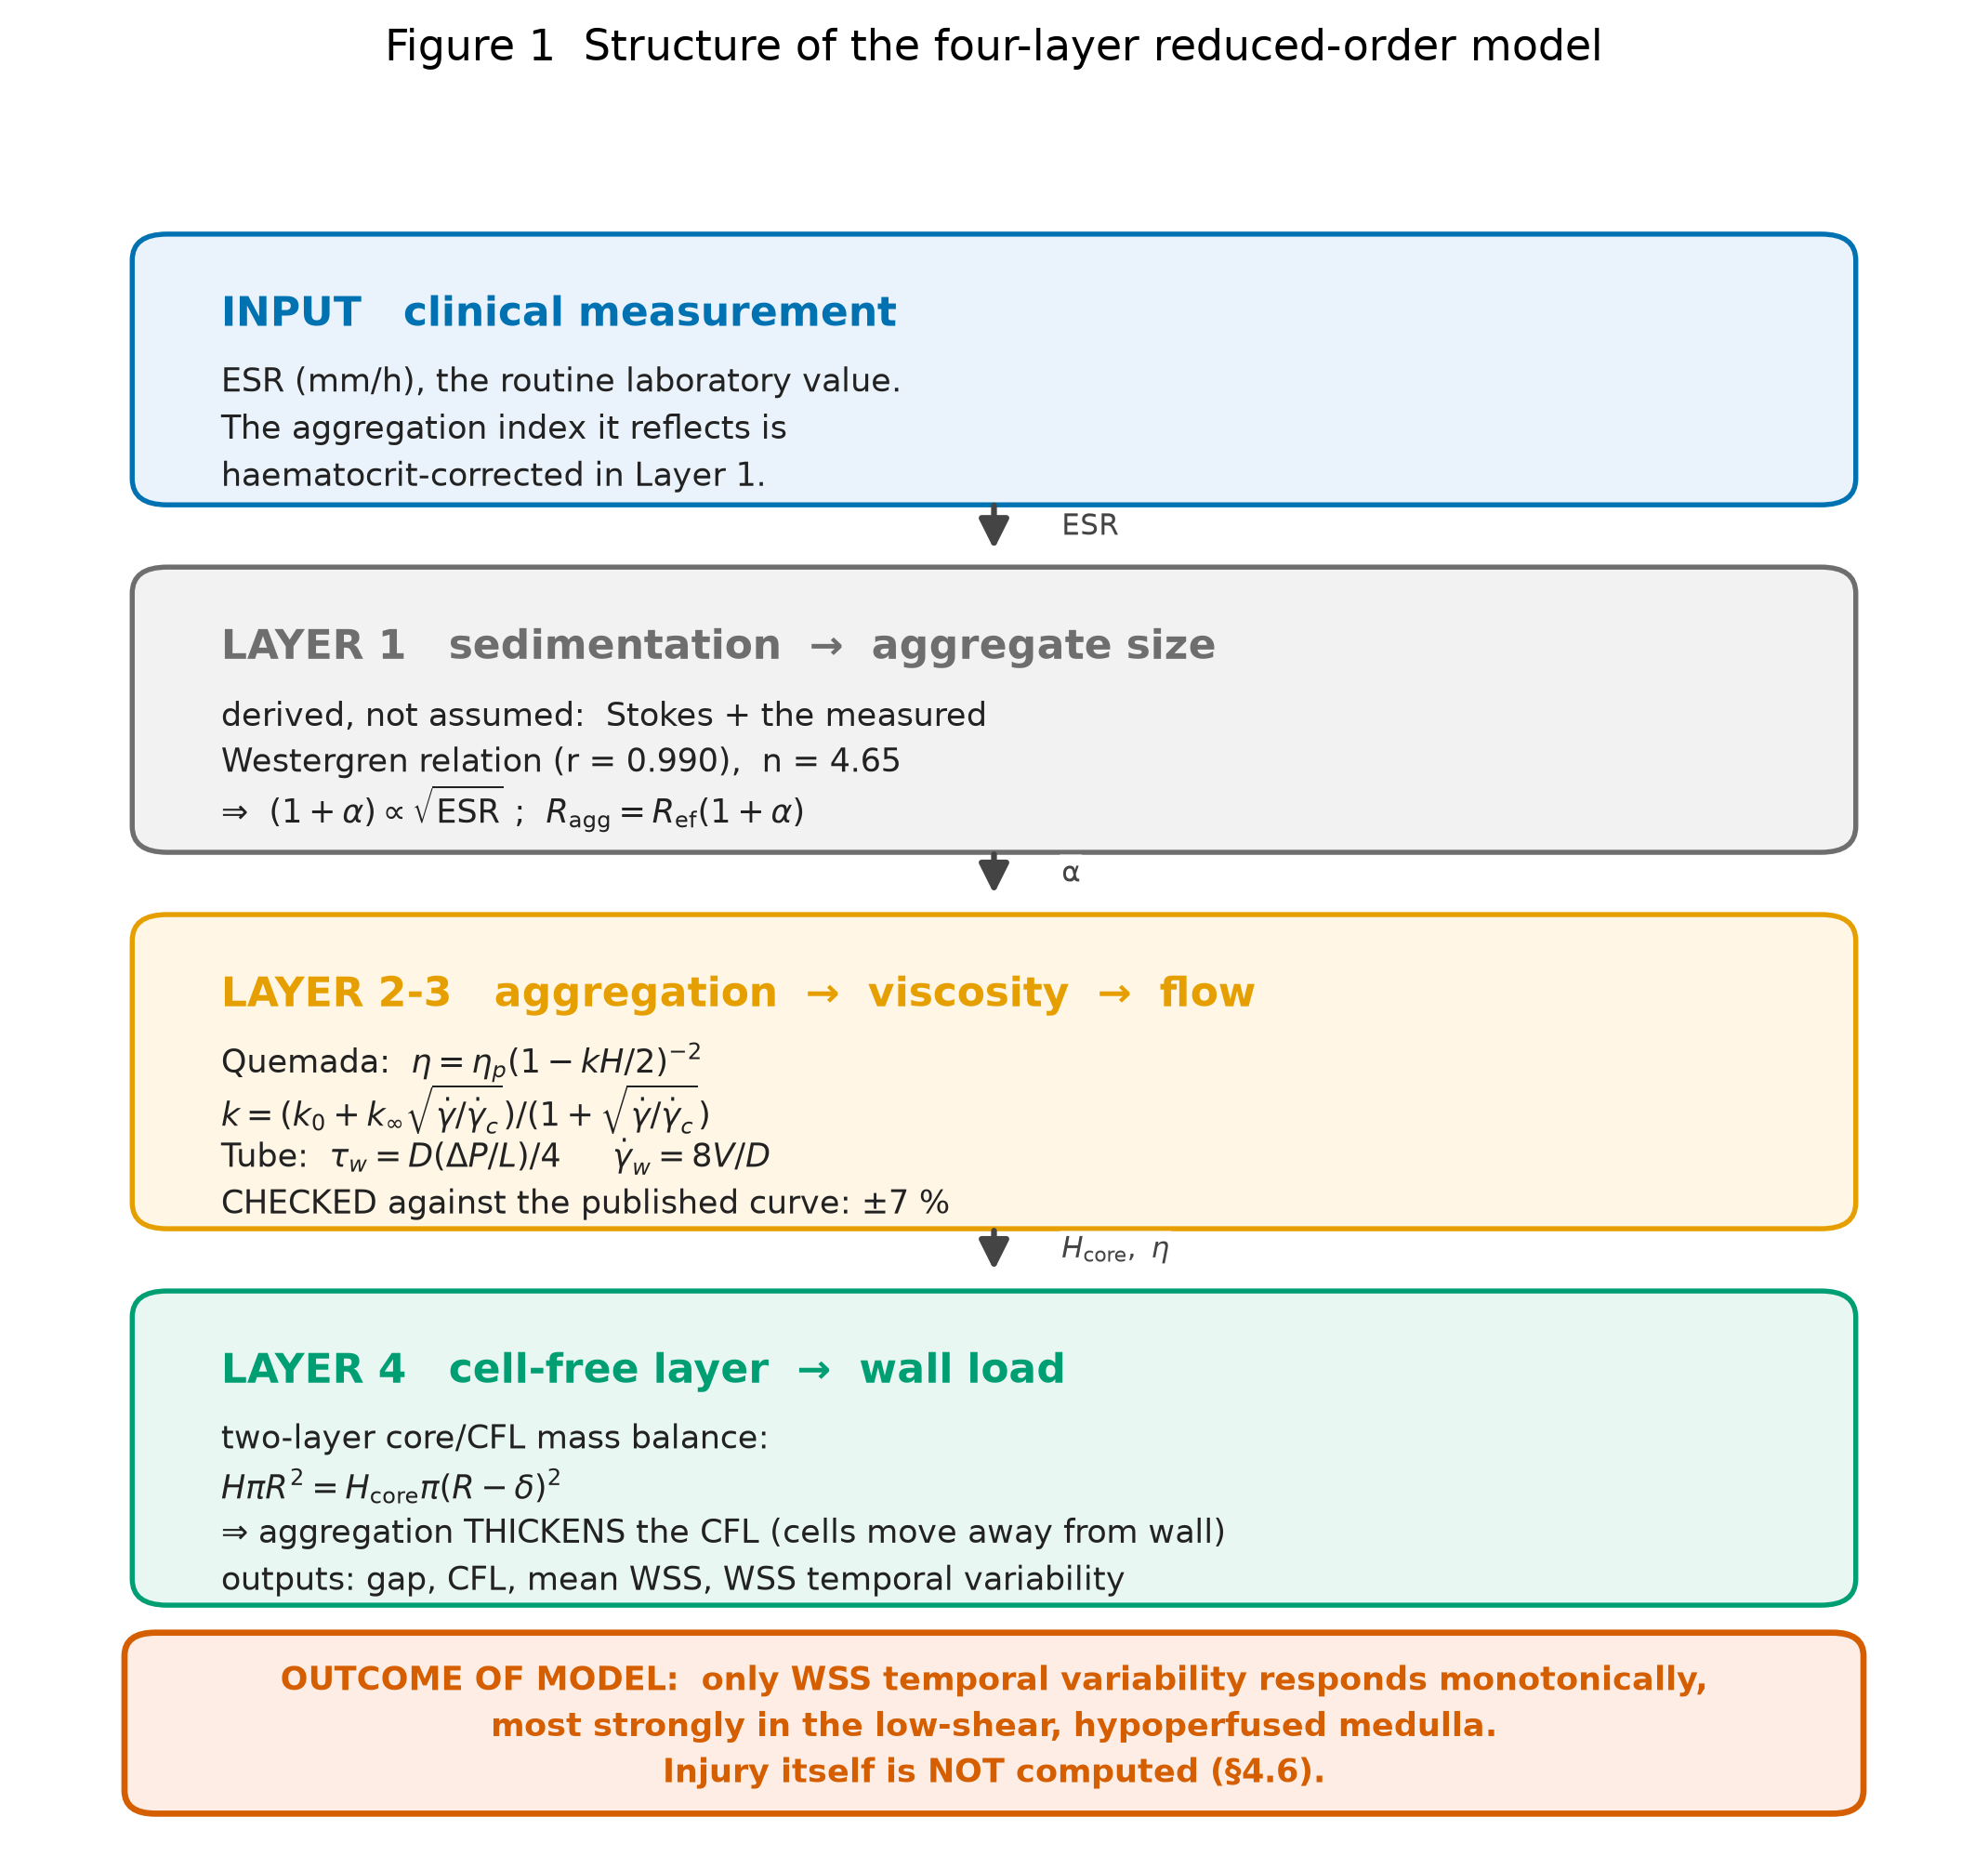 Figure 1  Structure of the four-layer reduced-order model
INPUT   clinical measurement
ESR (mm/h), the routine laboratory value.
The aggregation index it reflects is
haematocrit-corrected in Layer 1.
ESR
LAYER 1   sedimentation  →  aggregate size
derived, not assumed:  Stokes + the measured
Westergren relation (r = 0.990),  n = 4.65
⇒  (1 + α) ∝ √ESR ;  R_agg = R_ef(1 + α)
α
LAYER 2-3   aggregation  →  viscosity  →  flow
Quemada:  η = η_p(1 − kH/2)⁻²
k = (k₀ + k_∞√(γ̇/γ̇_c))/(1 + √(γ̇/γ̇_c))
Tube:  τ_w = D(ΔP/L)/4      γ̇_w = 8V/D
CHECKED against the published curve: ±7 %
H_core,  η
LAYER 4   cell-free layer  →  wall load
two-layer core/CFL mass balance:
HπR² = H_core π(R − δ)²
⇒ aggregation THICKENS the CFL (cells move away from wall)
outputs: gap, CFL, mean WSS, WSS temporal variability
OUTCOME OF MODEL:  only WSS temporal variability responds monotonically,
most strongly in the low-shear, hypoperfused medulla.
Injury itself is NOT computed (§4.6).